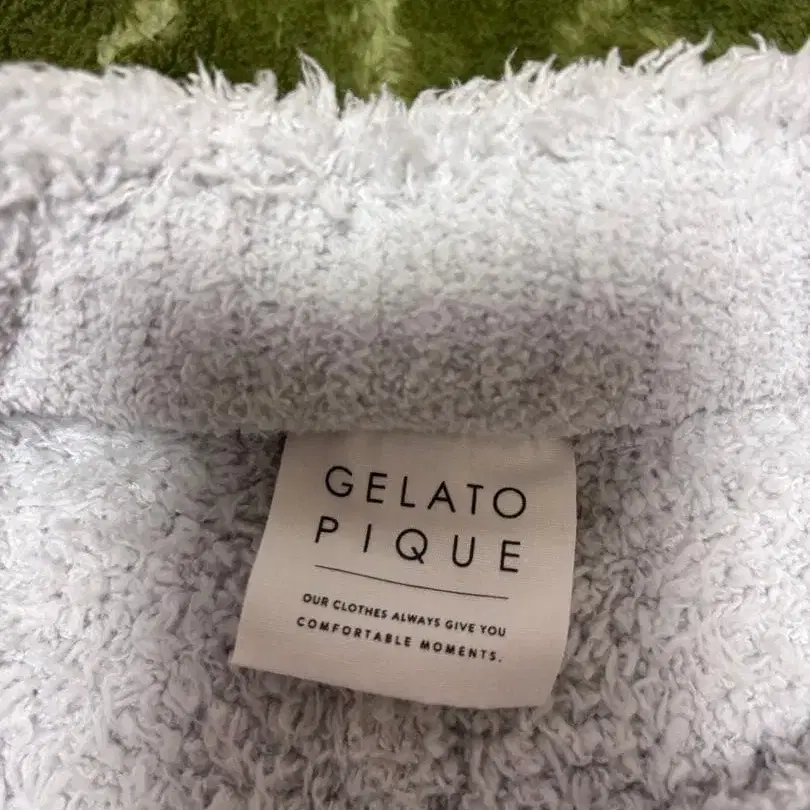 GELATO
PIQUE
OUR CLOTHES ALWAYS GIVE YOU
COMFORTABLE MOMENTS.